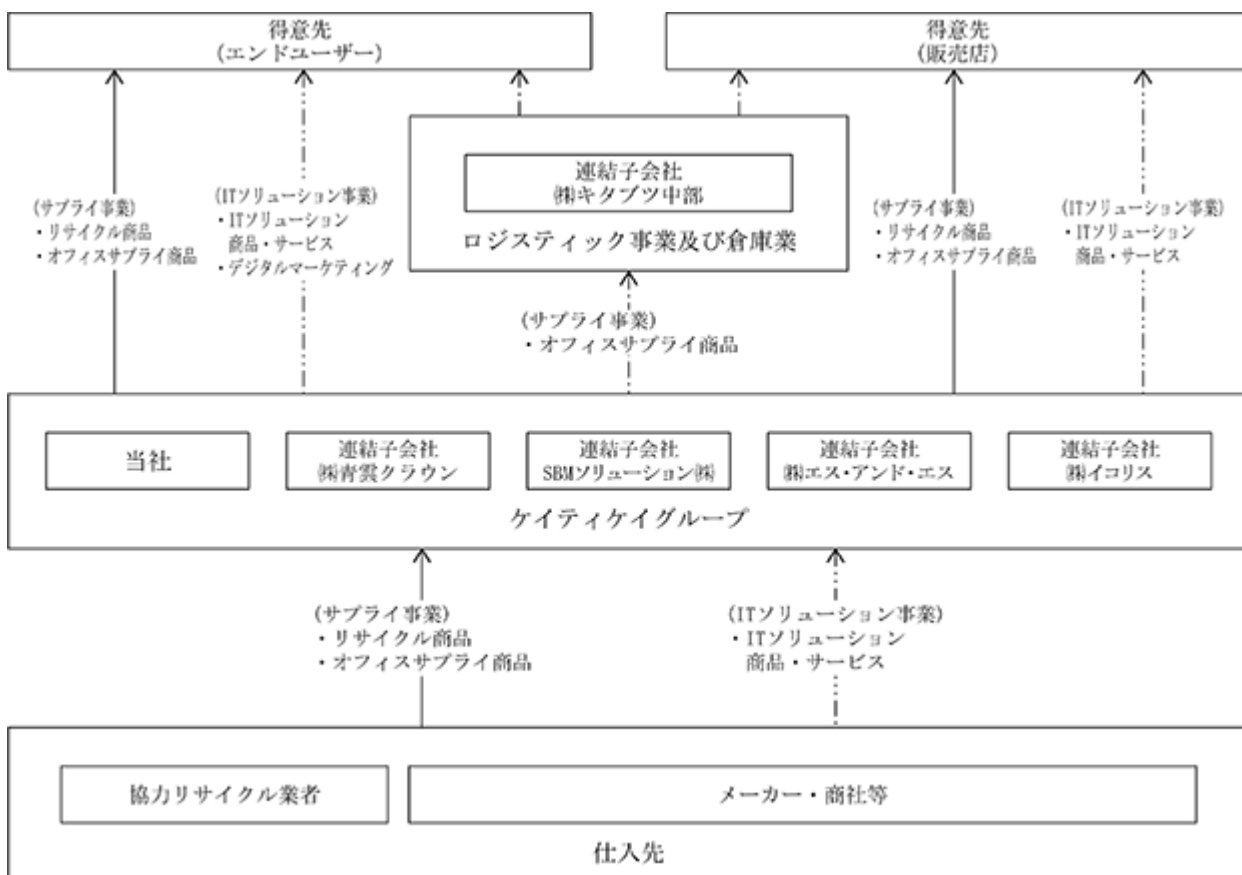 得意先
(エンドユーザー)
得意先
(販売店)
連結子会社
㈱キタブツ中部
ロジスティック事業及び倉庫業
(サプライ事業)
・リサイクル商品
・オフィスサプライ商品
(ITソリューション事業)
・ITソリューション
商品・サービス
・デジタルマーケティング
(サプライ事業)
・オフィスサプライ商品
(サプライ事業)
・リサイクル商品
・オフィスサプライ商品
(ITソリューション事業)
・ITソリューション
商品・サービス
当社
連結子会社
㈱青雲クラウン
連結子会社
SBMソリューション㈱
連結子会社
㈱エス・アンド・エス
連結子会社
㈱イコリス
ケイティケイグループ
(サプライ事業)
・リサイクル商品
・オフィスサプライ商品
(ITソリューション事業)
・ITソリューション
商品・サービス
協力リサイクル業者
メーカー・商社等
仕入先